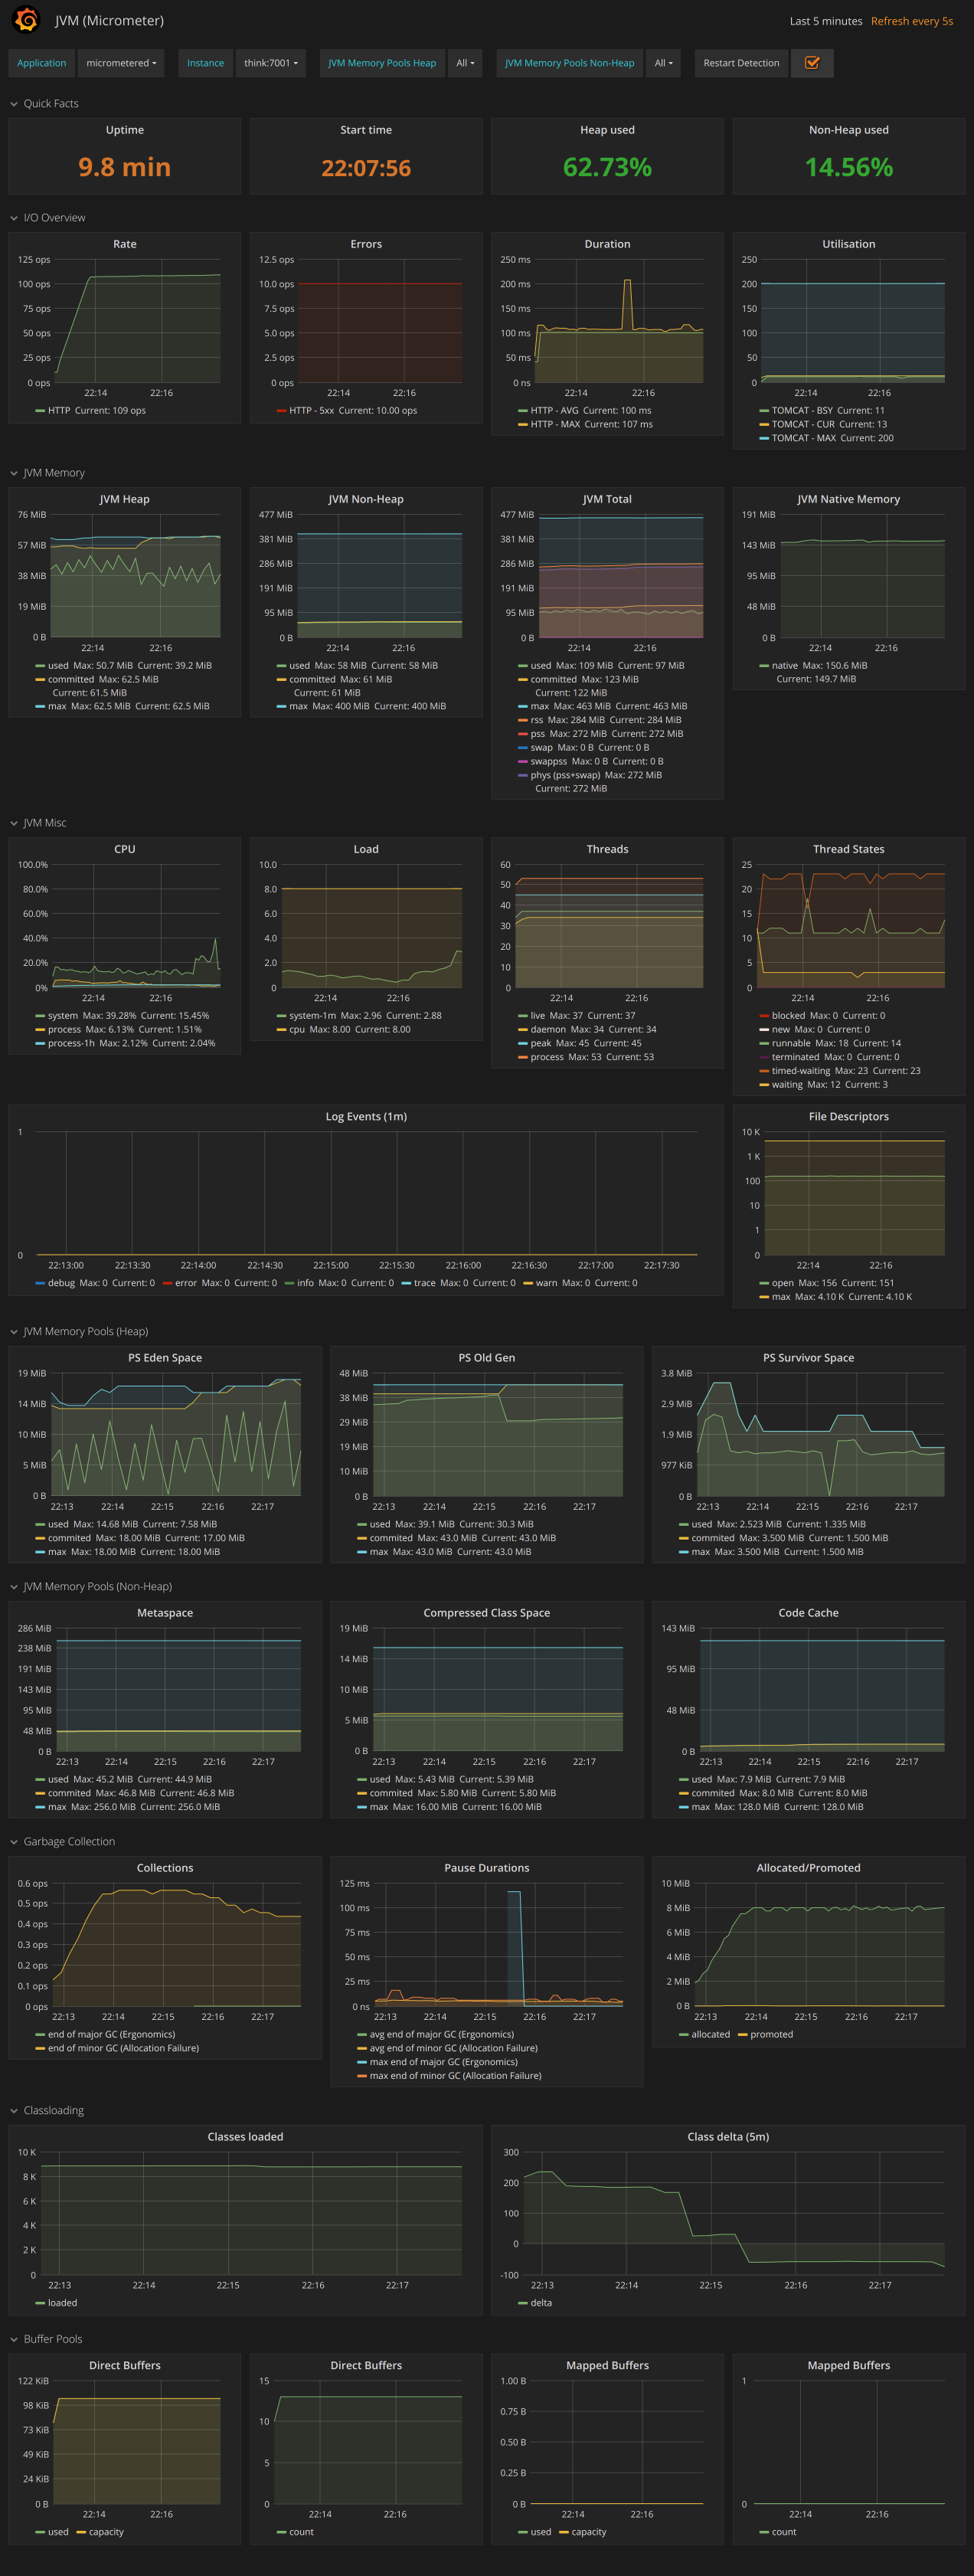 JVM (Micrometer)
Last 5 minutes Refresh every 5s
Application micrometered Instance think:7001 JVM Memory Pools Heap All JVM Memory Pools Non-Heap All Restart Detection
Quick Facts
Uptime
9.8 min
Start time
22:07:56
Heap used
62.73%
Non-Heap used
14.56%
I/O Overview
Rate
125 ops
100 ops
75 ops
50 ops
25 ops
0 ops
22:14 22:16
HTTP Current: 109 ops
Errors
12.5 ops
10.0 ops
7.5 ops
5.0 ops
2.5 ops
0 ops
22:14 22:16
HTTP - 5xx Current: 10.00 ops
Duration
250 ms
200 ms
150 ms
100 ms
50 ms
0 ns
22:14 22:16
HTTP - AVG Current: 100 ms
HTTP - MAX Current: 107 ms
Utilisation
250
200
150
100
50
0
22:14 22:16
TOMCAT - BSY Current: 11
TOMCAT - CUR Current: 13
TOMCAT - MAX Current: 200
JVM Memory
JVM Heap
76 MiB
57 MiB
38 MiB
19 MiB
0 B
22:14 22:16
used Max: 50.7 MiB Current: 39.2 MiB
committed Max: 62.5 MiB
Current: 61.5 MiB
max Max: 62.5 MiB Current: 62.5 MiB
JVM Non-Heap
477 MiB
381 MiB
286 MiB
191 MiB
95 MiB
0 B
22:14 22:16
used Max: 58 MiB Current: 58 MiB
committed Max: 61 MiB
Current: 61 MiB
max Max: 400 MiB Current: 400 MiB
JVM Total
477 MiB
381 MiB
286 MiB
191 MiB
95 MiB
0 B
22:14 22:16
used Max: 109 MiB Current: 97 MiB
committed Max: 123 MiB
Current: 122 MiB
max Max: 463 MiB Current: 463 MiB
rss Max: 284 MiB Current: 284 MiB
pss Max: 272 MiB Current: 272 MiB
swap Max: 0 B Current: 0 B
swappss Max: 0 B Current: 0 B
phys (pss+swap) Max: 272 MiB
Current: 272 MiB
JVM Native Memory
191 MiB
143 MiB
95 MiB
48 MiB
0 B
22:14 22:16
native Max: 150.6 MiB
Current: 149.7 MiB
JVM Misc
CPU
100.0%
80.0%
60.0%
40.0%
20.0%
0%
22:14 22:16
system Max: 39.28% Current: 15.45%
process Max: 6.13% Current: 1.51%
process-1h Max: 2.12% Current: 2.04%
Load
10.0
8.0
6.0
4.0
2.0
0
22:14 22:16
system-1m Max: 2.96 Current: 2.88
cpu Max: 8.00 Current: 8.00
Threads
60
50
40
30
20
10
0
22:14 22:16
live Max: 37 Current: 37
daemon Max: 34 Current: 34
peak Max: 45 Current: 45
process Max: 53 Current: 53
Thread States
25
20
15
10
5
0
22:14 22:16
blocked Max: 0 Current: 0
new Max: 0 Current: 0
runnable Max: 18 Current: 14
terminated Max: 0 Current: 0
timed-waiting Max: 23 Current: 23
waiting Max: 12 Current: 3
Log Events (1m)
1
0
22:13:00 22:13:30 22:14:00 22:14:30 22:15:00 22:15:30 22:16:00 22:16:30 22:17:00 22:17:30
debug Max: 0 Current: 0 error Max: 0 Current: 0 info Max: 0 Current: 0 trace Max: 0 Current: 0 warn Max: 0 Current: 0
File Descriptors
10 K
1 K
100
10
1
0
22:14 22:16
open Max: 156 Current: 151
max Max: 4.10 K Current: 4.10 K
JVM Memory Pools (Heap)
PS Eden Space
19 MiB
14 MiB
10 MiB
5 MiB
0 B
22:13 22:14 22:15 22:16 22:17
used Max: 14.68 MiB Current: 7.58 MiB
commited Max: 18.00 MiB Current: 17.00 MiB
max Max: 18.00 MiB Current: 18.00 MiB
PS Old Gen
48 MiB
38 MiB
29 MiB
19 MiB
10 MiB
0 B
22:13 22:14 22:15 22:16 22:17
used Max: 39.1 MiB Current: 30.3 MiB
commited Max: 43.0 MiB Current: 43.0 MiB
max Max: 43.0 MiB Current: 43.0 MiB
PS Survivor Space
3.8 MiB
2.9 MiB
1.9 MiB
977 KiB
0 B
22:13 22:14 22:15 22:16 22:17
used Max: 2.523 MiB Current: 1.335 MiB
commited Max: 3.500 MiB Current: 1.500 MiB
max Max: 3.500 MiB Current: 1.500 MiB
JVM Memory Pools (Non-Heap)
Metaspace
286 MiB
238 MiB
191 MiB
143 MiB
95 MiB
48 MiB
0 B
22:13 22:14 22:15 22:16 22:17
used Max: 45.2 MiB Current: 44.9 MiB
commited Max: 46.8 MiB Current: 46.8 MiB
max Max: 256.0 MiB Current: 256.0 MiB
Compressed Class Space
19 MiB
14 MiB
10 MiB
5 MiB
0 B
22:13 22:14 22:15 22:16 22:17
used Max: 5.43 MiB Current: 5.39 MiB
commited Max: 5.80 MiB Current: 5.80 MiB
max Max: 16.00 MiB Current: 16.00 MiB
Code Cache
143 MiB
95 MiB
48 MiB
0 B
22:13 22:14 22:15 22:16 22:17
used Max: 7.9 MiB Current: 7.9 MiB
commited Max: 8.0 MiB Current: 8.0 MiB
max Max: 128.0 MiB Current: 128.0 MiB
Garbage Collection
Collections
0.6 ops
0.5 ops
0.4 ops
0.3 ops
0.2 ops
0.1 ops
0 ops
22:13 22:14 22:15 22:16 22:17
end of major GC (Ergonomics)
end of minor GC (Allocation Failure)
Pause Durations
125 ms
100 ms
75 ms
50 ms
25 ms
0 ns
22:13 22:14 22:15 22:16 22:17
avg end of major GC (Ergonomics)
avg end of minor GC (Allocation Failure)
max end of major GC (Ergonomics)
max end of minor GC (Allocation Failure)
Allocated/Promoted
10 MiB
8 MiB
6 MiB
4 MiB
2 MiB
0 B
22:13 22:14 22:15 22:16 22:17
allocated promoted
Classloading
Classes loaded
10 K
8 K
6 K
4 K
2 K
0
22:13 22:14 22:15 22:16 22:17
loaded
Class delta (5m)
300
200
100
0
-100
22:13 22:14 22:15 22:16 22:17
delta
Buffer Pools
Direct Buffers
122 KiB
98 KiB
73 KiB
49 KiB
24 KiB
0 B
22:14 22:16
used capacity
Direct Buffers
15
10
5
0
22:14 22:16
count
Mapped Buffers
1.00 B
0.75 B
0.50 B
0.25 B
0 B
22:14 22:16
used capacity
Mapped Buffers
1
0
22:14 22:16
count